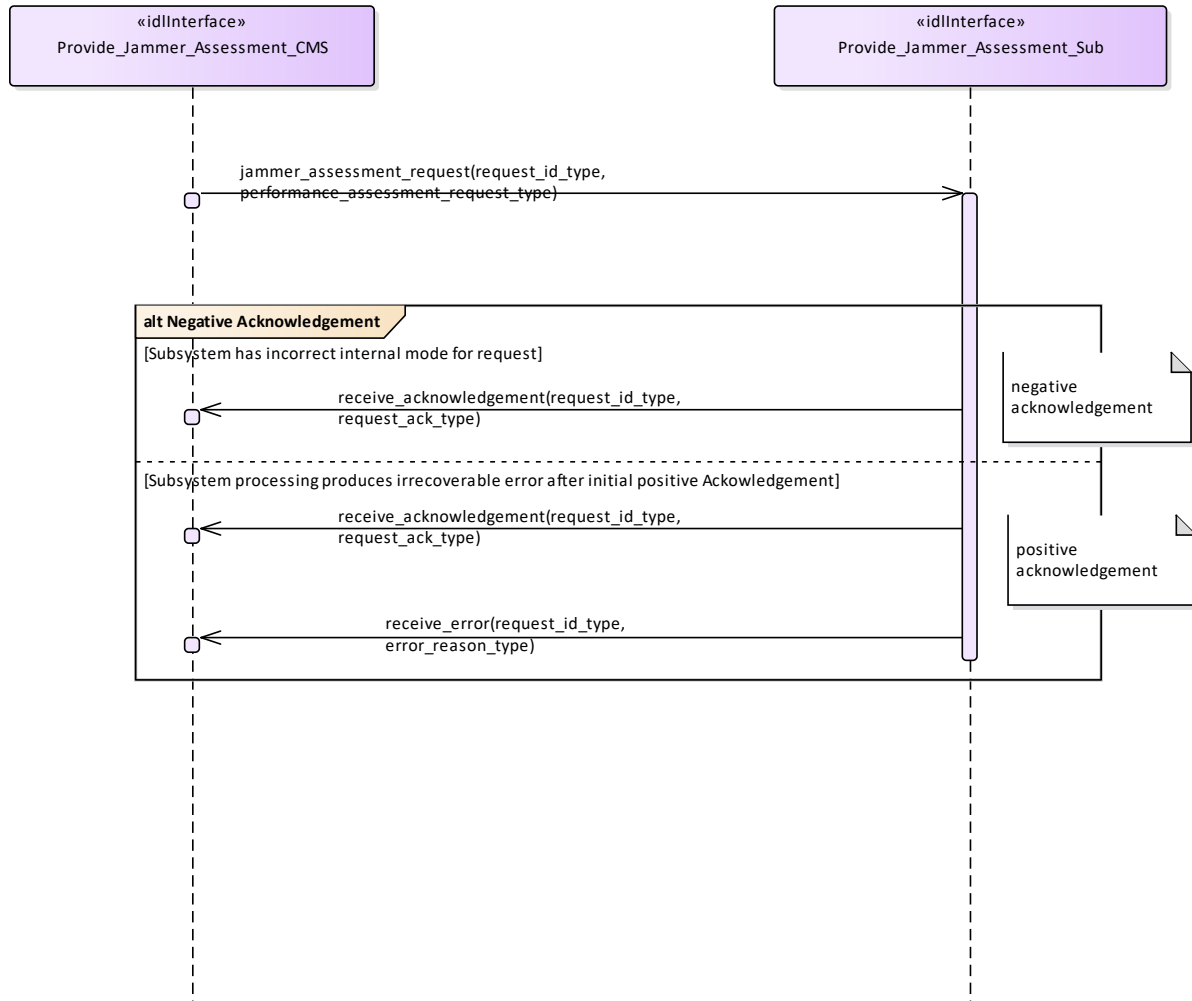 «idlInterface»
Provide_Jammer_Assessment_CMS
«idlInterface»
Provide_Jammer_Assessment_Sub
jammer_assessment_request(request_id_type,
performance_assessment_request_type)
alt Negative Acknowledgement
[Subsystem has incorrect internal mode for request]
receive_acknowledgement(request_id_type,
request_ack_type)
negative
acknowledgement
[Subsystem processing produces irrecoverable error after initial positive Ackowledgement]
receive_acknowledgement(request_id_type,
request_ack_type)
positive
acknowledgement
receive_error(request_id_type,
error_reason_type)